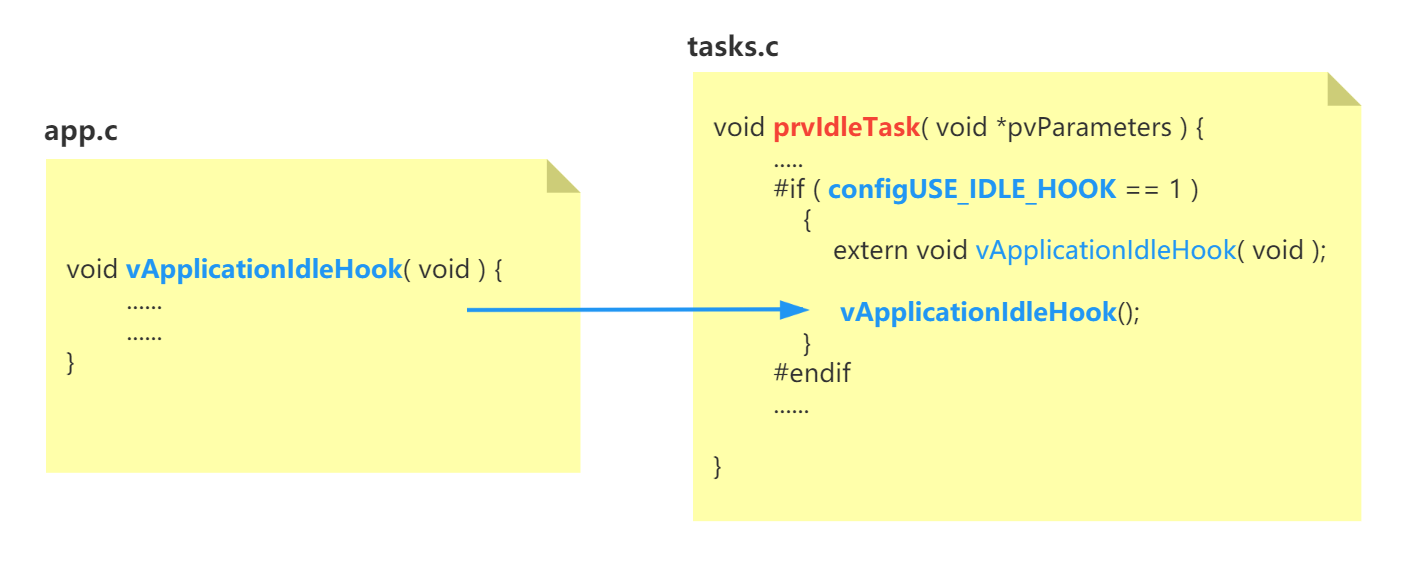 app.c
void vApplicationIdleHook( void ) {
......
......
}
tasks.c
void prvIdleTask( void *pvParameters ) {
.....
#if ( configUSE_IDLE_HOOK == 1 )
{
extern void vApplicationIdleHook( void );
vApplicationIdleHook();
}
#endif
......
}